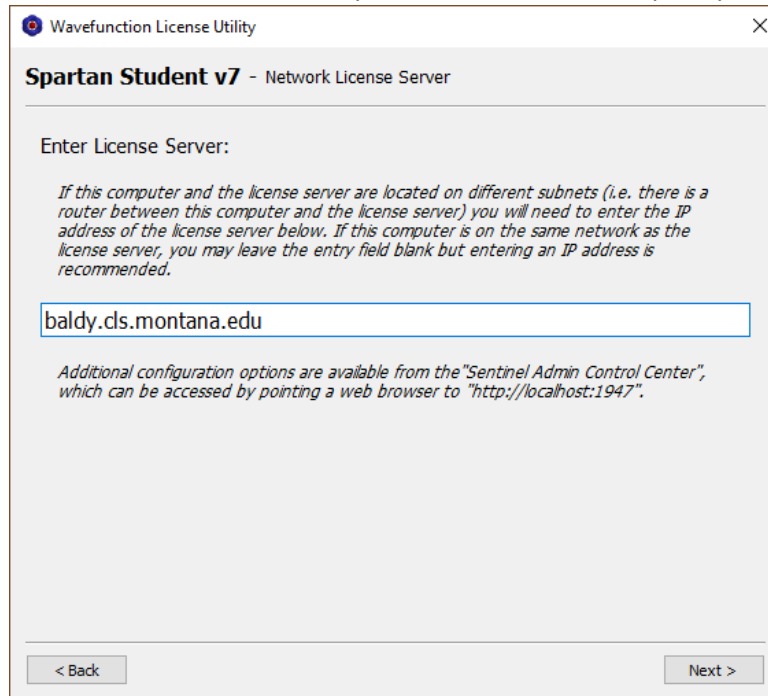 Wavefunction License Utility
Spartan Student v7 - Network License Server
Enter License Server:
If this computer and the license server are located on different subnets (i.e. there is a
router between this computer and the license server) you will need to enter the IP
address of the license server below. If this computer is on the same network as the
license server, you may leave the entry field blank but entering an IP address is
recommended.
baldy.cls.montana.edu
Additional configuration options are available from the"Sentinel Admin Control Center",
which can be accessed by pointing a web browser to "http://localhost:1947".
< Back
Next >